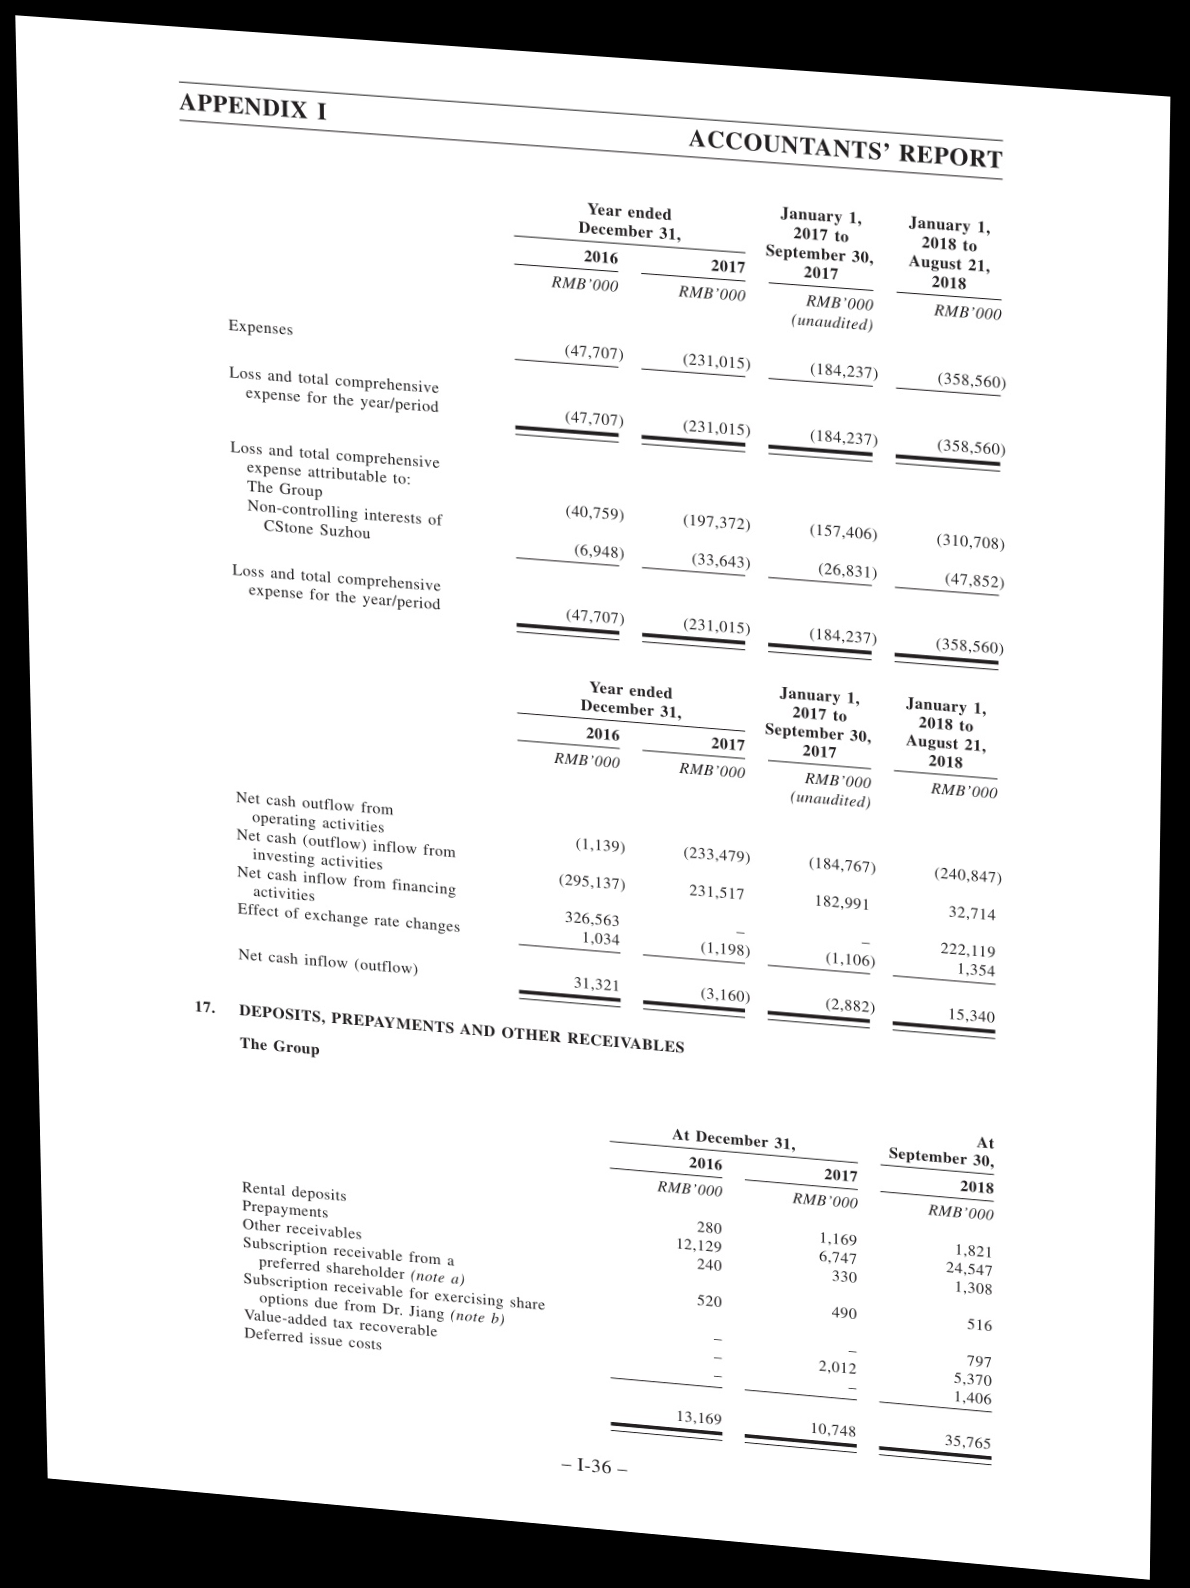 APPENDIX I
ACCOUNTANTS’ REPORT
Year ended December 31,
January 1, 2017 to September 30, 2017
January 1, 2018 to August 21, 2018
2016 2017
RMB’000 RMB’000 RMB’000 RMB’000
(unaudited)
Expenses (47,707) (231,015) (184,237) (358,560)
Loss and total comprehensive
expense for the year/period (47,707) (231,015) (184,237) (358,560)
Loss and total comprehensive
expense attributable to:
The Group (40,759) (197,372) (157,406) (310,708)
Non-controlling interests of
CStone Suzhou (6,948) (33,643) (26,831) (47,852)
Loss and total comprehensive
expense for the year/period (47,707) (231,015) (184,237) (358,560)
Year ended December 31,
January 1, 2017 to September 30, 2017
January 1, 2018 to August 21, 2018
2016 2017
RMB’000 RMB’000 RMB’000 RMB’000
(unaudited)
Net cash outflow from
operating activities (1,139) (233,479) (184,767) (240,847)
Net cash (outflow) inflow from
investing activities (295,137) 231,517 182,991 32,714
Net cash inflow from financing
activities 326,563 – – 222,119
Effect of exchange rate changes 1,034 (1,198) (1,106) 1,354
Net cash inflow (outflow) 31,321 (3,160) (2,882) 15,340
17. DEPOSITS, PREPAYMENTS AND OTHER RECEIVABLES
The Group
At December 31,
At September 30,
2016 2017 2018
RMB’000 RMB’000 RMB’000
Rental deposits 280 1,169 1,821
Prepayments 12,129 6,747 24,547
Other receivables 240 330 1,308
Subscription receivable from a
preferred shareholder (note a) 520 490 516
Subscription receivable for exercising share
options due from Dr. Jiang (note b) – – 797
Value-added tax recoverable – 2,012 5,370
Deferred issue costs – – 1,406
13,169 10,748 35,765
– I-36 –